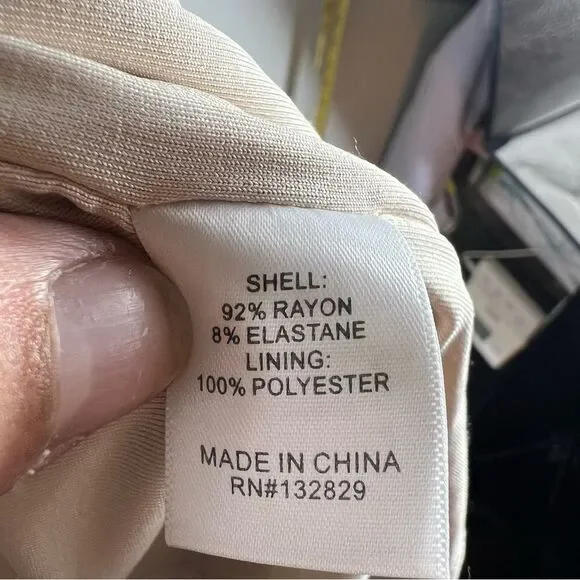 SHELL:
92% RAYON
8% ELASTANE
LINING:
100% POLYESTER
MADE IN CHINA
RN#132829